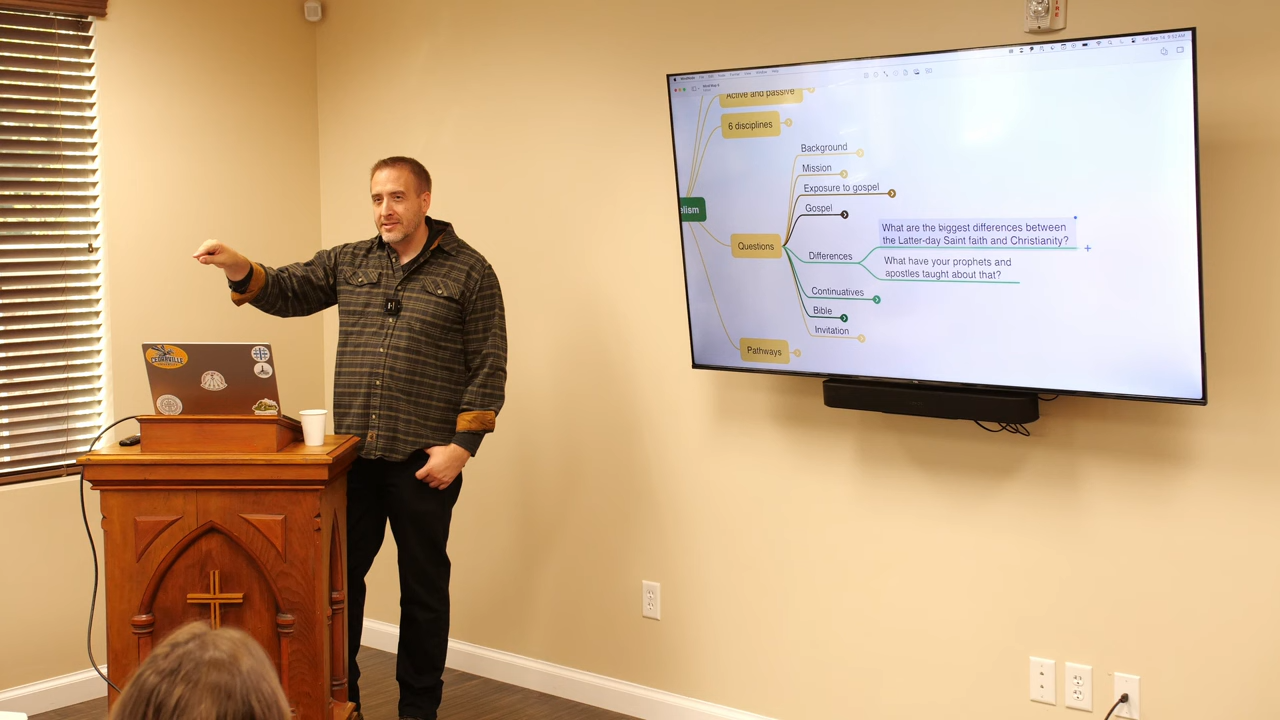 Active and passive
6 disciplines
elism
Questions
Pathways
Background
Mission
Exposure to gospel
Gospel
Differences
What are the biggest differences between
the Latter-day Saint faith and Christianity?
What have your prophets and
apostles taught about that?
Continuatives
Bible
Invitation
CEDARVILLE
FIRE